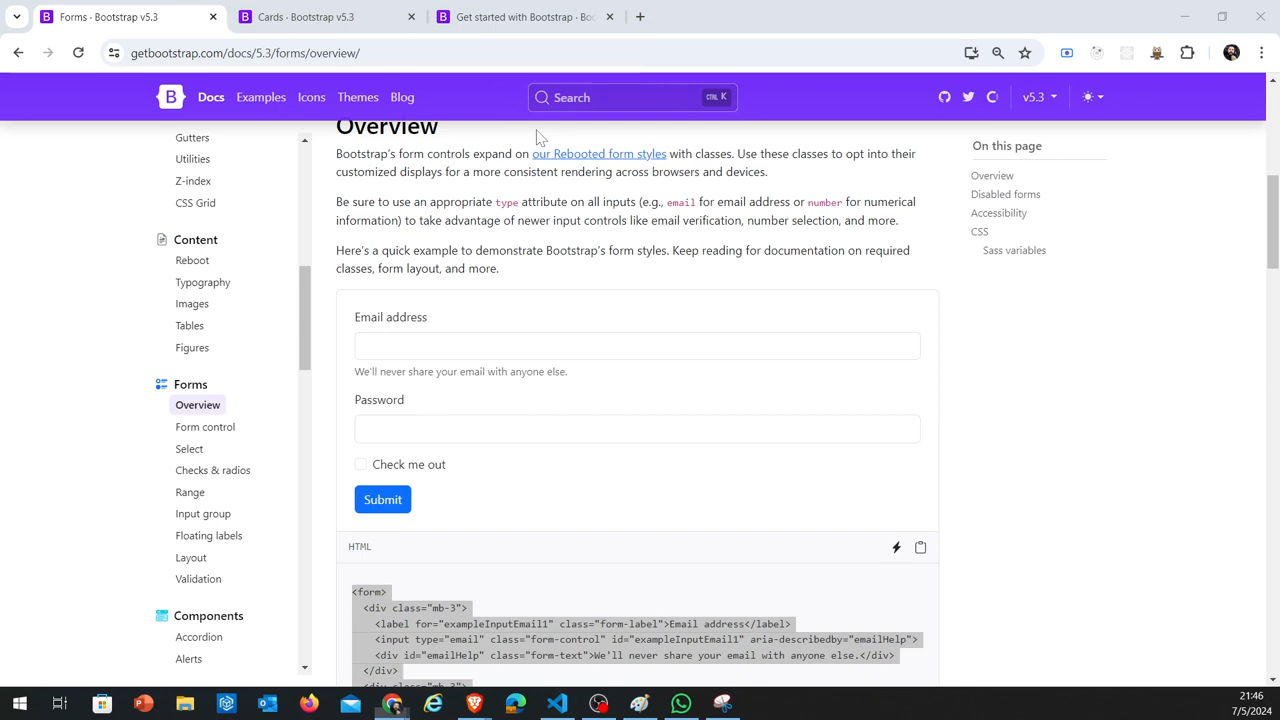 Forms · Bootstrap v5.3
Cards · Bootstrap v5.3
Get started with Bootstrap · Bo
getbootstrap.com/docs/5.3/forms/overview/
B
Docs
Examples
Icons
Themes
Blog
Search
CTRL K
v5.3
Gutters
Utilities
Z-index
CSS Grid
Content
Reboot
Typography
Images
Tables
Figures
Forms
Overview
Form control
Select
Checks & radios
Range
Input group
Floating labels
Layout
Validation
Components
Accordion
Alerts
Overview
Bootstrap's form controls expand on our Rebooted form styles with classes. Use these classes to opt into their
customized displays for a more consistent rendering across browsers and devices.
Be sure to use an appropriate type attribute on all inputs (e.g., email for email address or number for numerical
information) to take advantage of newer input controls like email verification, number selection, and more.
Here's a quick example to demonstrate Bootstrap's form styles. Keep reading for documentation on required
classes, form layout, and more.
Email address
We'll never share your email with anyone else.
Password
Check me out
Submit
HTML
<form>
<div class="mb-3">
<label for="exampleInputEmail1" class="form-label">Email address</label>
<input type="email" class="form-control" id="exampleInputEmail1" aria-describedby="emailHelp">
<div id="emailHelp" class="form-text">We'll never share your email with anyone else.</div>
</div>
<div class="mb-3">
On this page
Overview
Disabled forms
Accessibility
CSS
Sass variables
21:46
7/5/2024